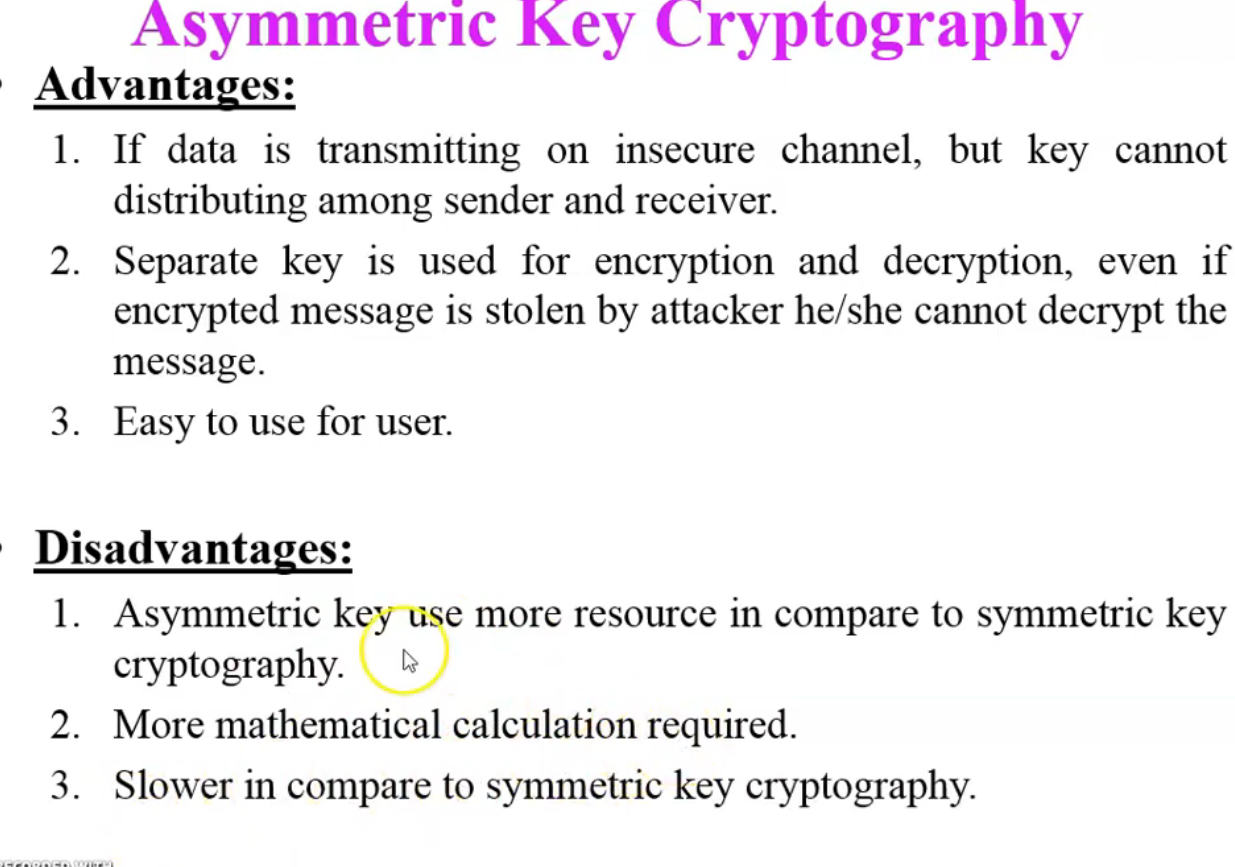 Asymmetric Key Cryptography
• Advantages:
1. If data is transmitting on insecure channel, but key cannot
distributing among sender and receiver.
2. Separate key is used for encryption and decryption, even if
encrypted message is stolen by attacker he/she cannot decrypt the
message.
3. Easy to use for user.
• Disadvantages:
1. Asymmetric key use more resource in compare to symmetric key
cryptography.
2. More mathematical calculation required.
3. Slower in compare to symmetric key cryptography.
RECORDED WITH